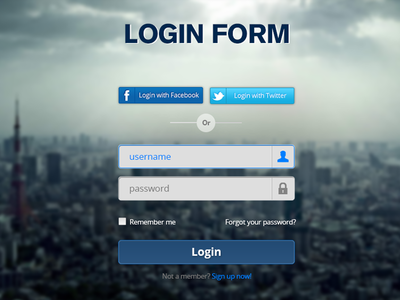 LOGIN FORM
Login with Facebook
Login with Twitter
Or
username
password
Remember me
Forgot your password?
Login
Not a member? Sign up now!